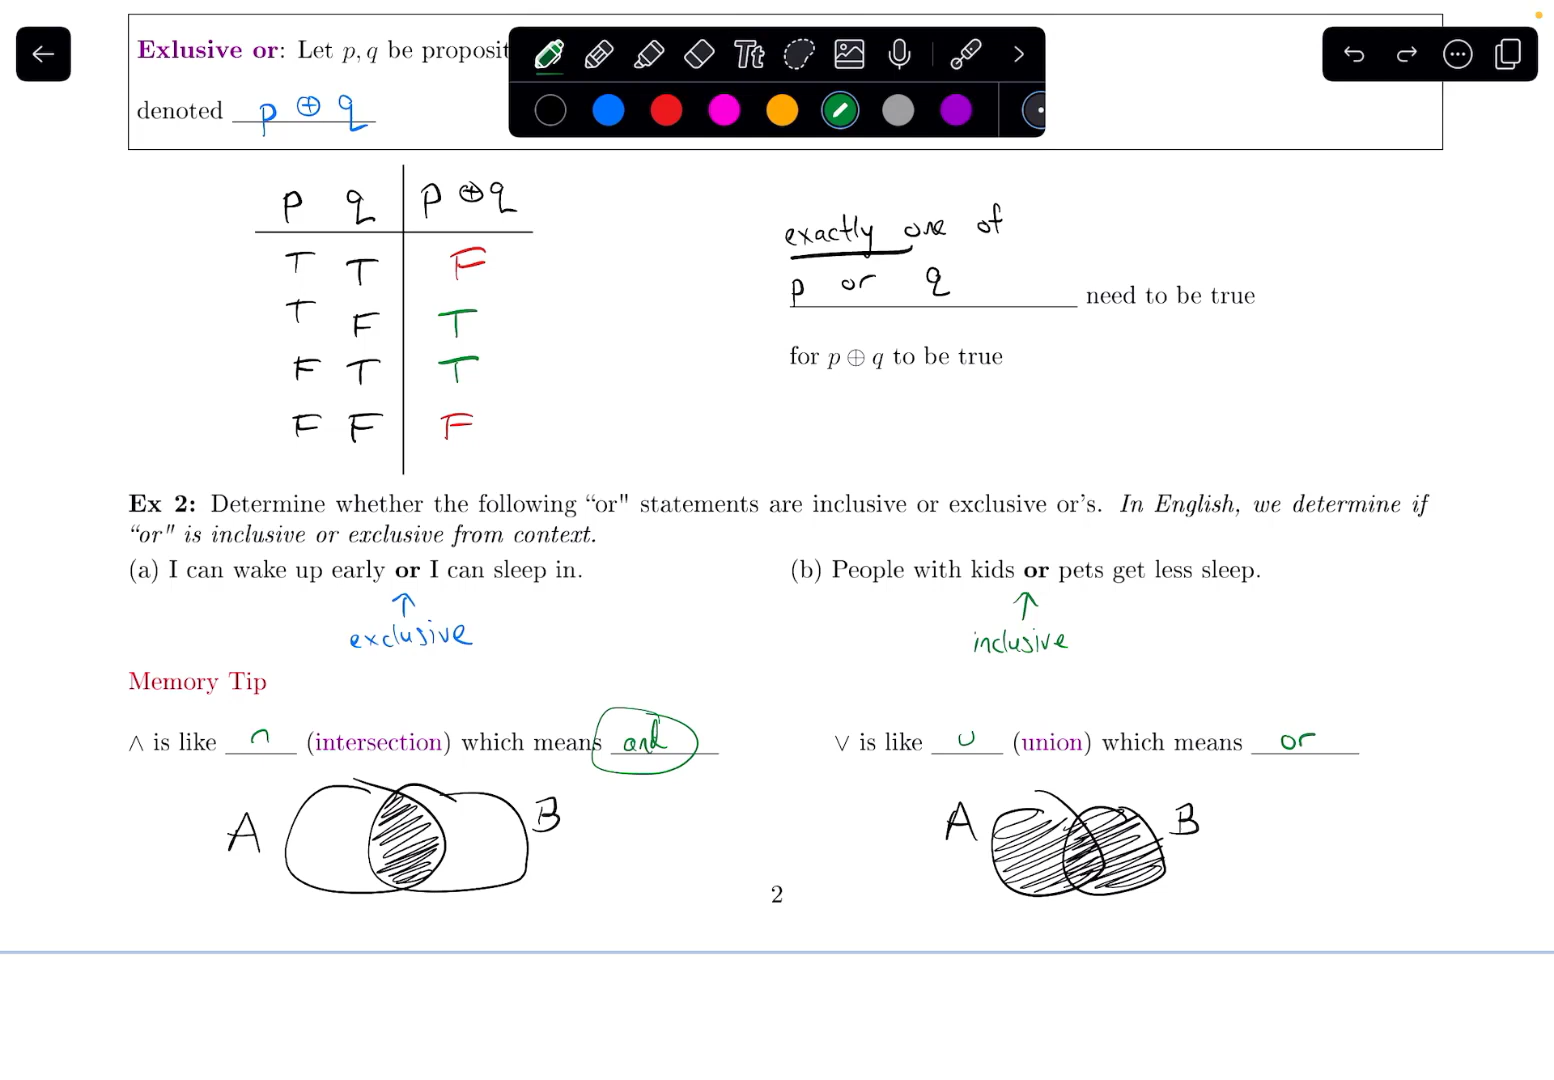 Exlusive or: Let p, q be proposit
denoted p ⊕ q
Tt
p q p ⊕ q
T T F
T F T
F T T
F F F
exactly one of
p or q need to be true
for p ⊕ q to be true
Ex 2: Determine whether the following “or" statements are inclusive or exclusive or’s. In English, we determine if
“or" is inclusive or exclusive from context.
(a) I can wake up early or I can sleep in.
↑
exclusive
(b) People with kids or pets get less sleep.
↑
inclusive
Memory Tip
∧ is like ∩ (intersection) which means and
∨ is like ∪ (union) which means or
A B
A B
2